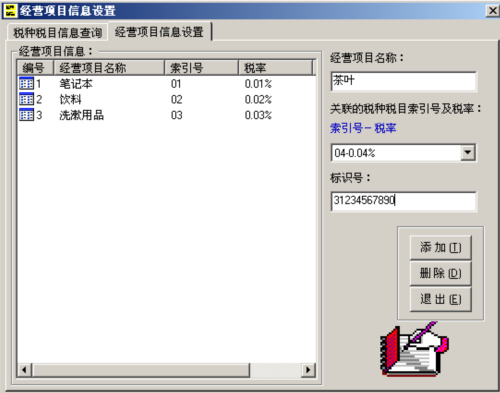 经营项目信息设置
税种税目信息查询 经营项目信息设置
经营项目信息：
编号 经营项目名称 索引号 税率
1 笔记本 01 0.01%
2 饮料 02 0.02%
3 洗漱用品 03 0.03%
经营项目名称：
茶叶
关联的税种税目索引号及税率：
索引号-税率
04-0.04%
标识号：
31234567890
添加(T)
删除(D)
退出(E)